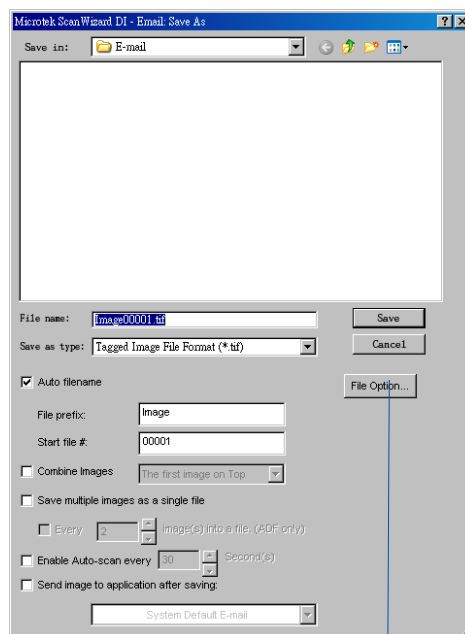 Microtek ScanWizard DI - Email: Save As
Save in: E-mail
File name: Image00001.tif Save
Save as type: Tagged Image File Format (*.tif) Cancel
Auto filename File Option...
File prefix: Image
Start file #: 00001
Combine Images The first image on Top
Save multiple images as a single file
Every 2 image(s) into a file. (ADF only)
Enable Auto-scan every 30 Second(s)
Send image to application after saving:
System Default E-mail